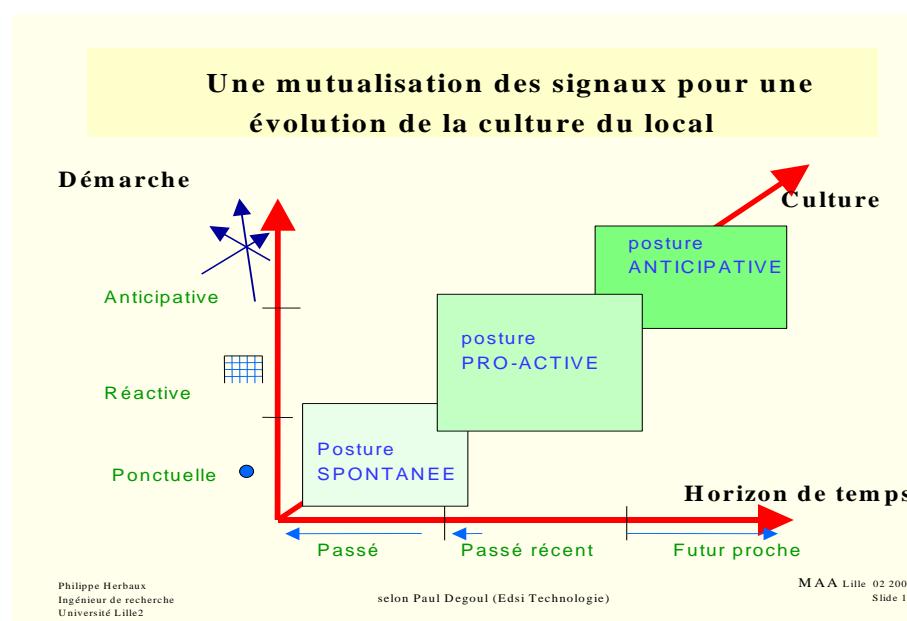 Une mutualisation des signaux pour une
évolution de la culture du local
Démarche
Culture
posture
ANTICIPATIVE
Anticipative
posture
PRO-ACTIVE
Réactive
Posture
SPONTANEE
Ponctuelle
Horizon de temps
Passé
Passé récent
Futur proche
Philippe Herbaux
Ingénieur de recherche
Université Lille2
selon Paul Degoul (Edsi Technologie)
MAA Lille 02 200
Slide 1